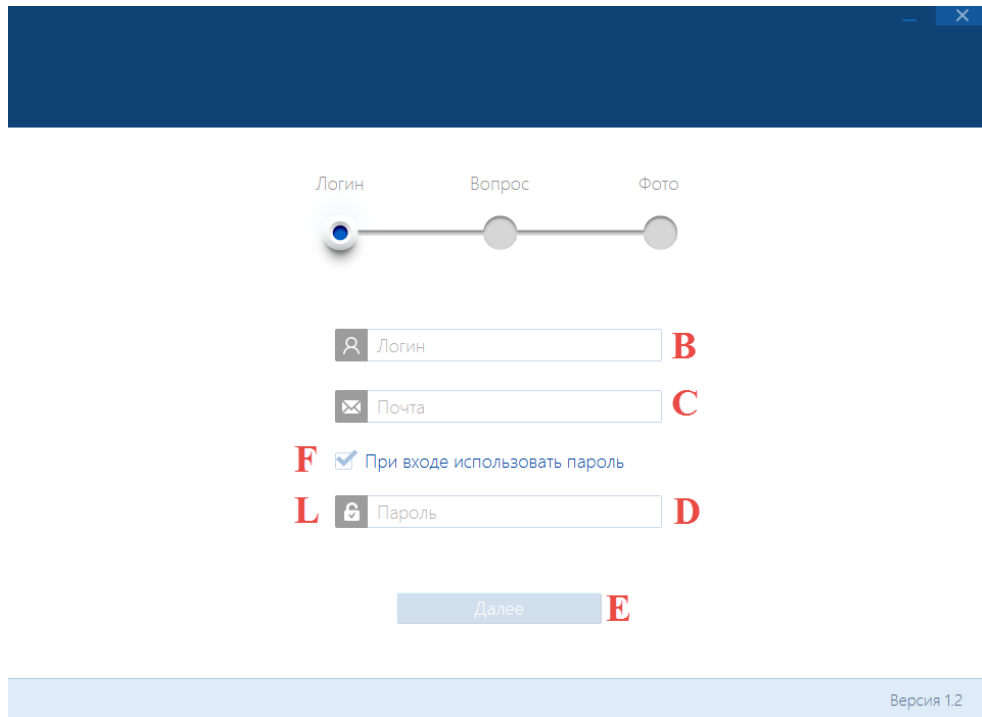 Логин Вопрос Фото
Логин B
Почта C
F При входе использовать пароль
L Пароль D
Далее E
Версия 1.2